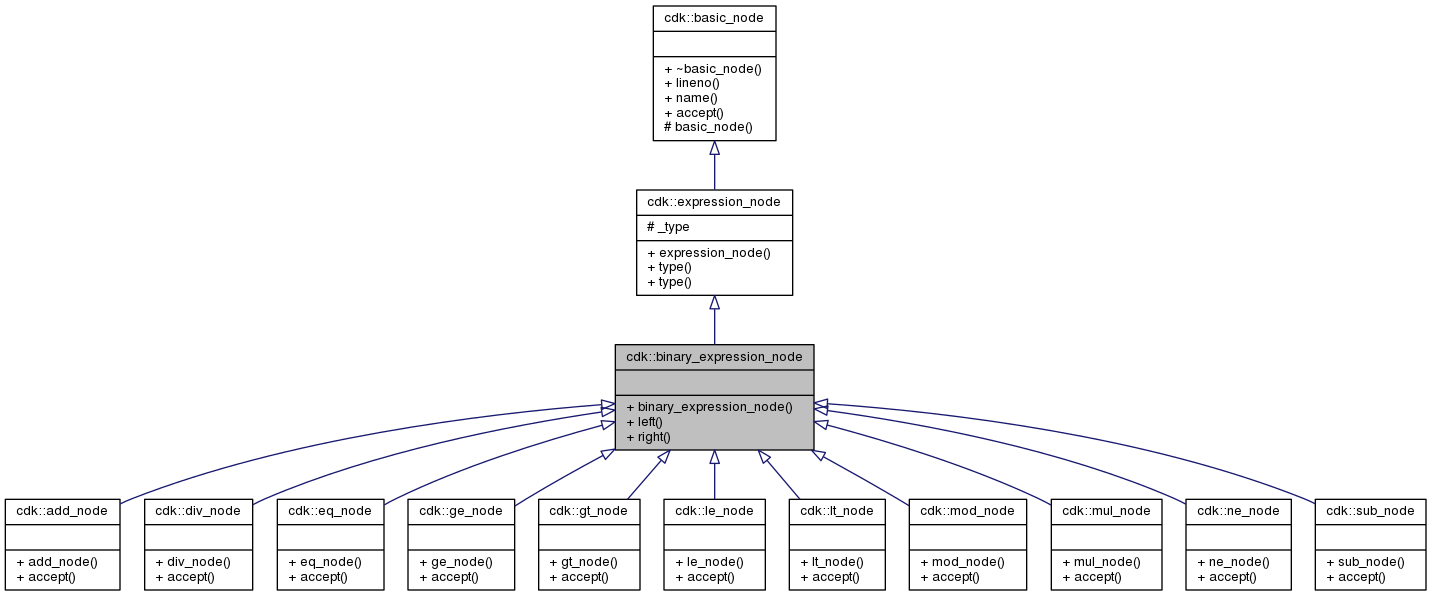 cdk::basic_node
+ ~basic_node()
+ lineno()
+ name()
+ accept()
# basic_node()
cdk::expression_node
# _type
+ expression_node()
+ type()
+ type()
cdk::binary_expression_node
+ binary_expression_node()
+ left()
+ right()
cdk::add_node
+ add_node()
+ accept()
cdk::div_node
+ div_node()
+ accept()
cdk::eq_node
+ eq_node()
+ accept()
cdk::ge_node
+ ge_node()
+ accept()
cdk::gt_node
+ gt_node()
+ accept()
cdk::le_node
+ le_node()
+ accept()
cdk::lt_node
+ lt_node()
+ accept()
cdk::mod_node
+ mod_node()
+ accept()
cdk::mul_node
+ mul_node()
+ accept()
cdk::ne_node
+ ne_node()
+ accept()
cdk::sub_node
+ sub_node()
+ accept()